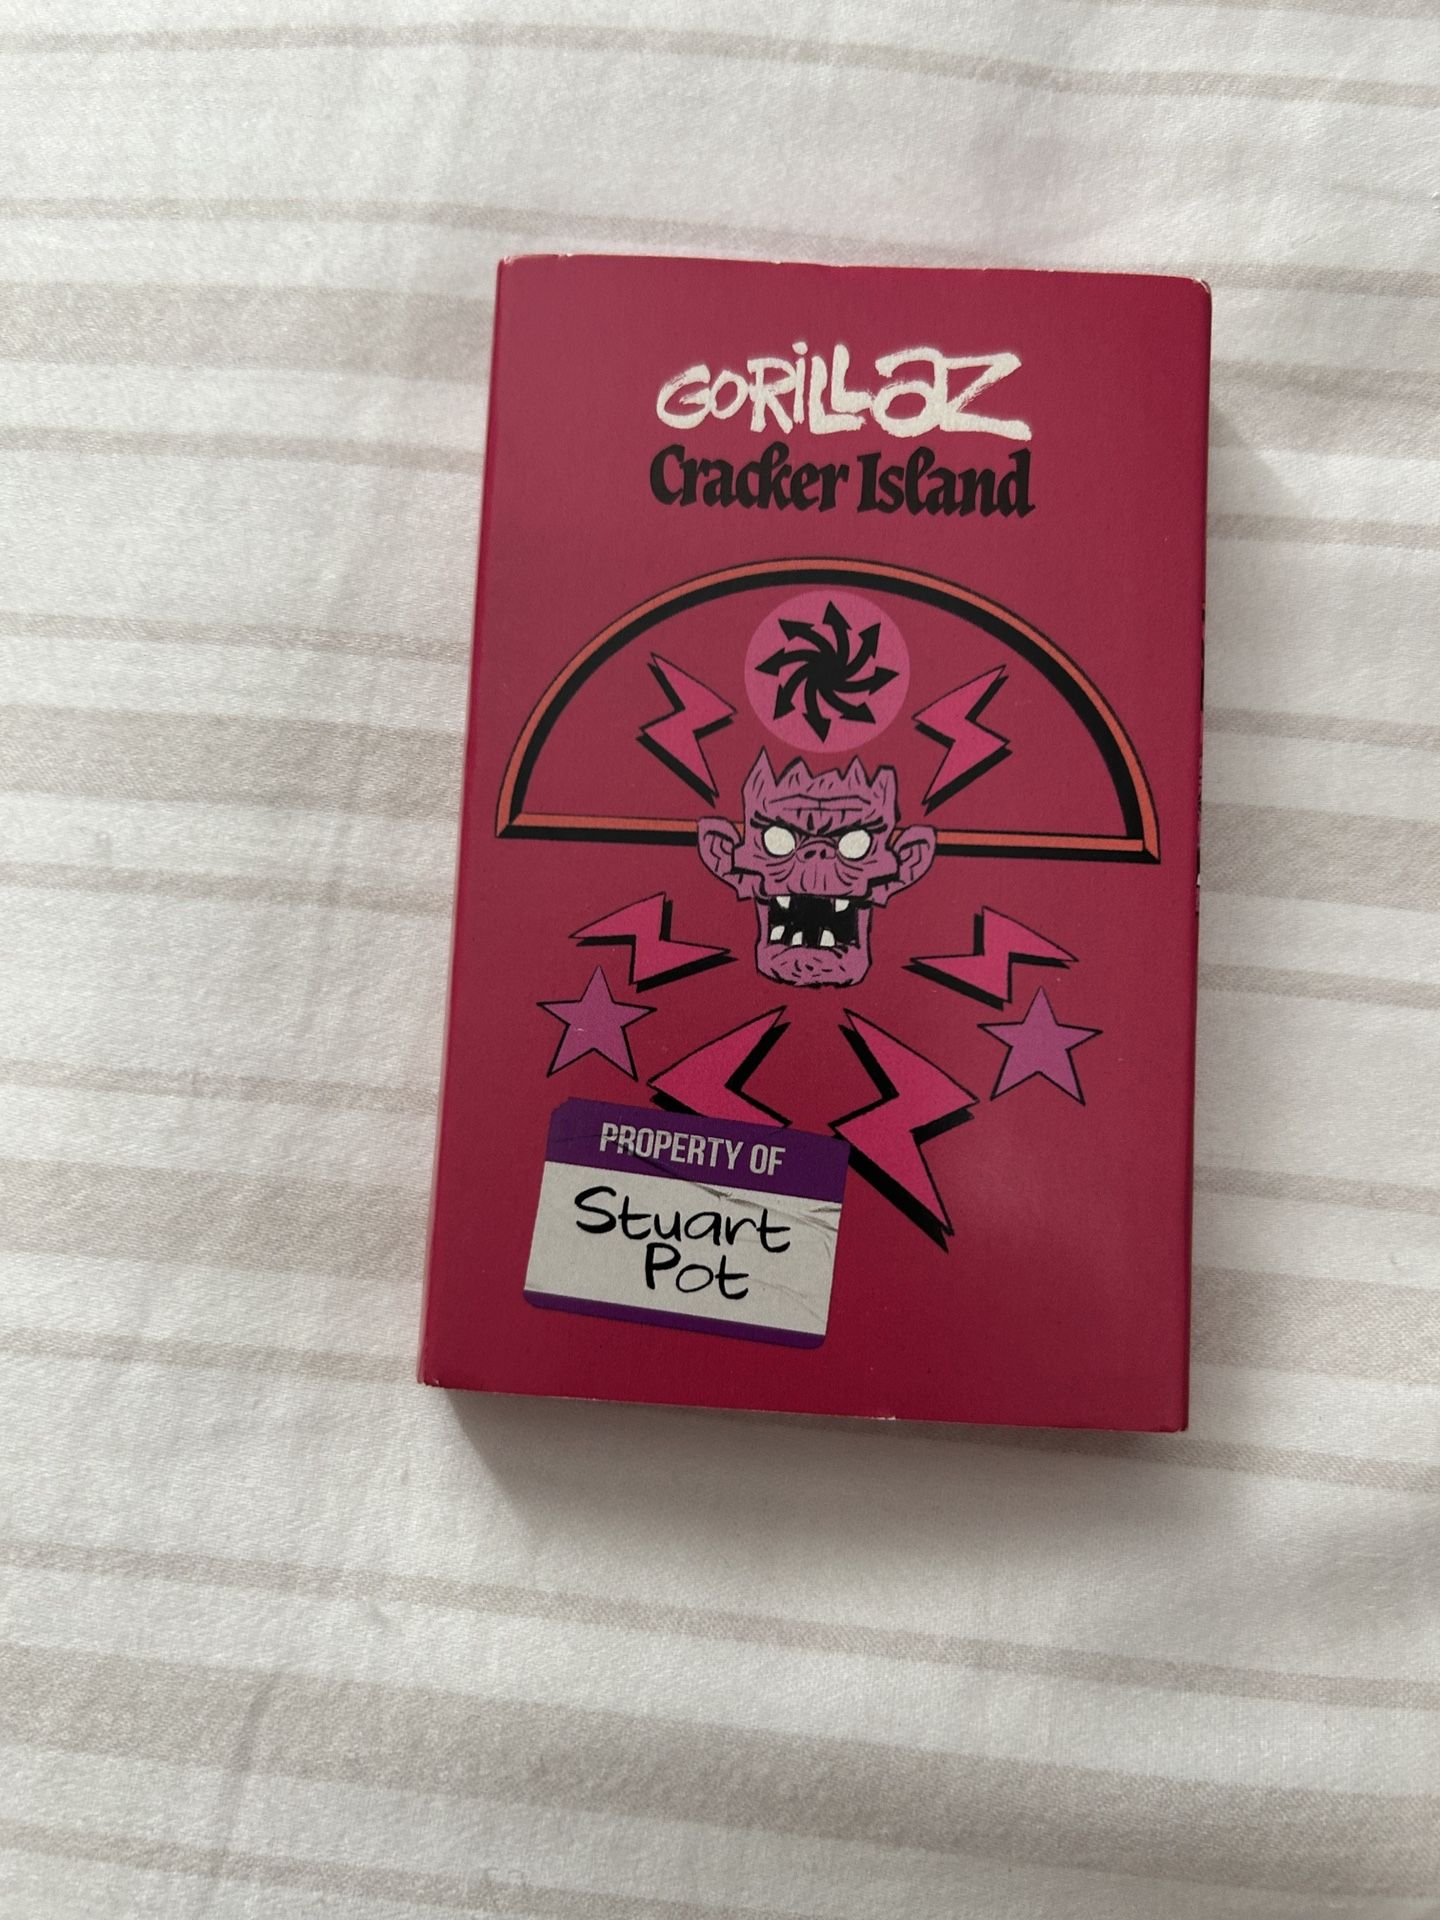 GORILLAZ
Cracker Island
PROPERTY OF
Stuart
Pot